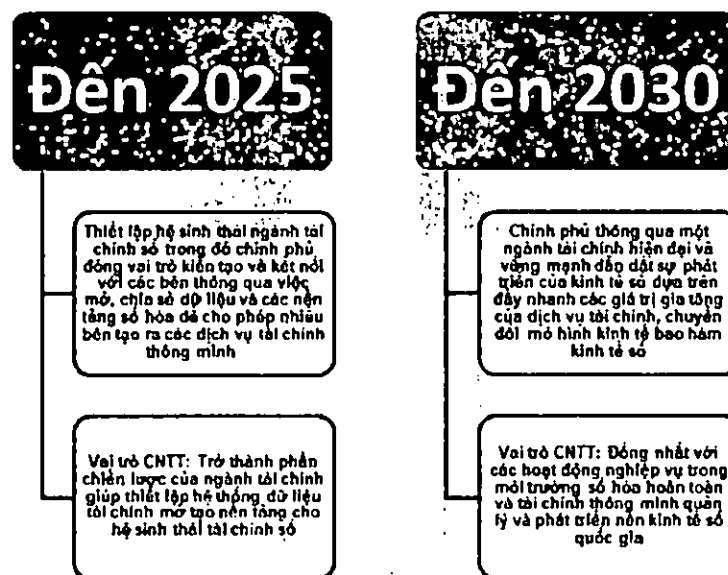 Đến 2025
Thiết lập hệ sinh thái ngành tài
chính số trong đó chính phủ
đóng vai trò kiến tạo và kết nối
với các bên thông qua việc
mở, chia sẻ dữ liệu và các nền
tảng số hóa để cho phép nhiều
bên tạo ra các dịch vụ tài chính
thông minh
Vai trò CNTT: Trở thành phần
chiến lược của ngành tài chính
giúp thiết lập hệ thống dữ liệu
tài chính mở tạo nền tảng cho
hệ sinh thái tài chính số
Đến 2030
Chính phủ thông qua một
ngành tài chính hiện đại và
vững mạnh dẫn dắt sự phát
triển của kinh tế số dựa trên
đẩy nhanh các giá trị gia tăng
của dịch vụ tài chính, chuyển
đổi mô hình kinh tế bao hàm
kinh tế số
Vai trò CNTT: Đồng nhất với
các hoạt động nghiệp vụ trong
môi trường số hóa hoàn toàn
và tài chính thông minh quản
lý và phát triển nền kinh tế số
quốc gia